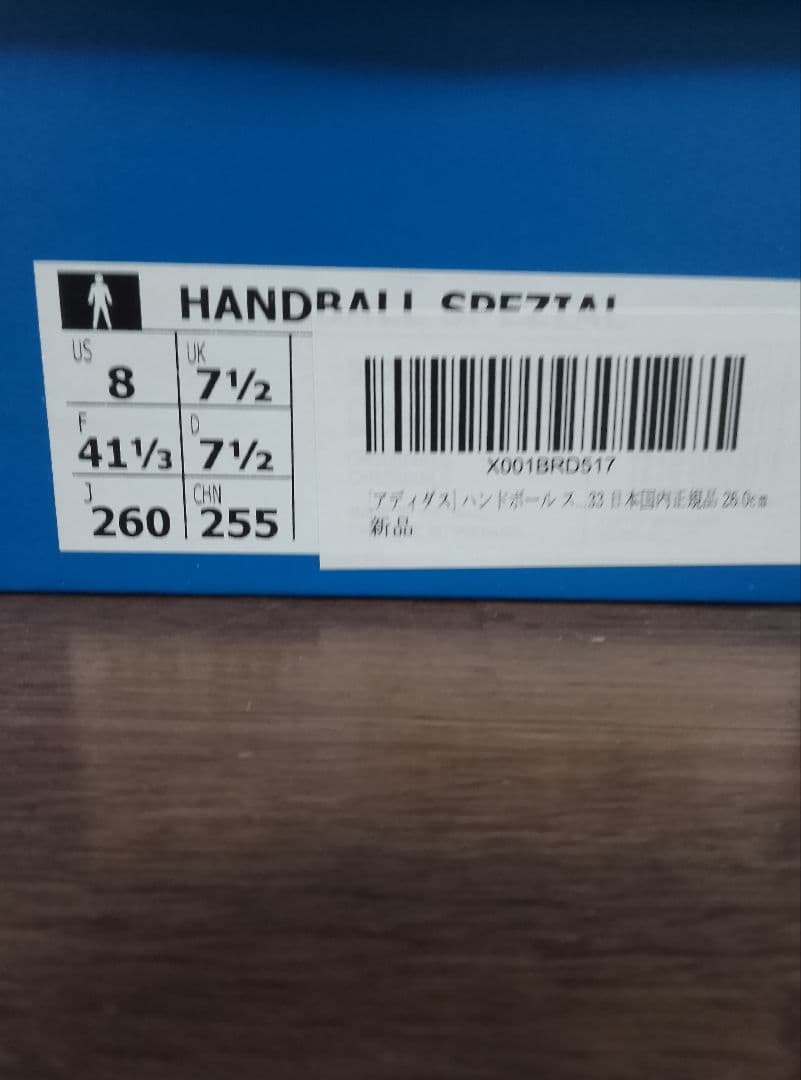 HANDBALL SPEZIAL
US 8 UK 7½
F 41⅓ D 7½
J 260 CHN 255
X001BRD517
[アディダス] ハンドボール ス...33 日本国内正規品 26.0cm
新品